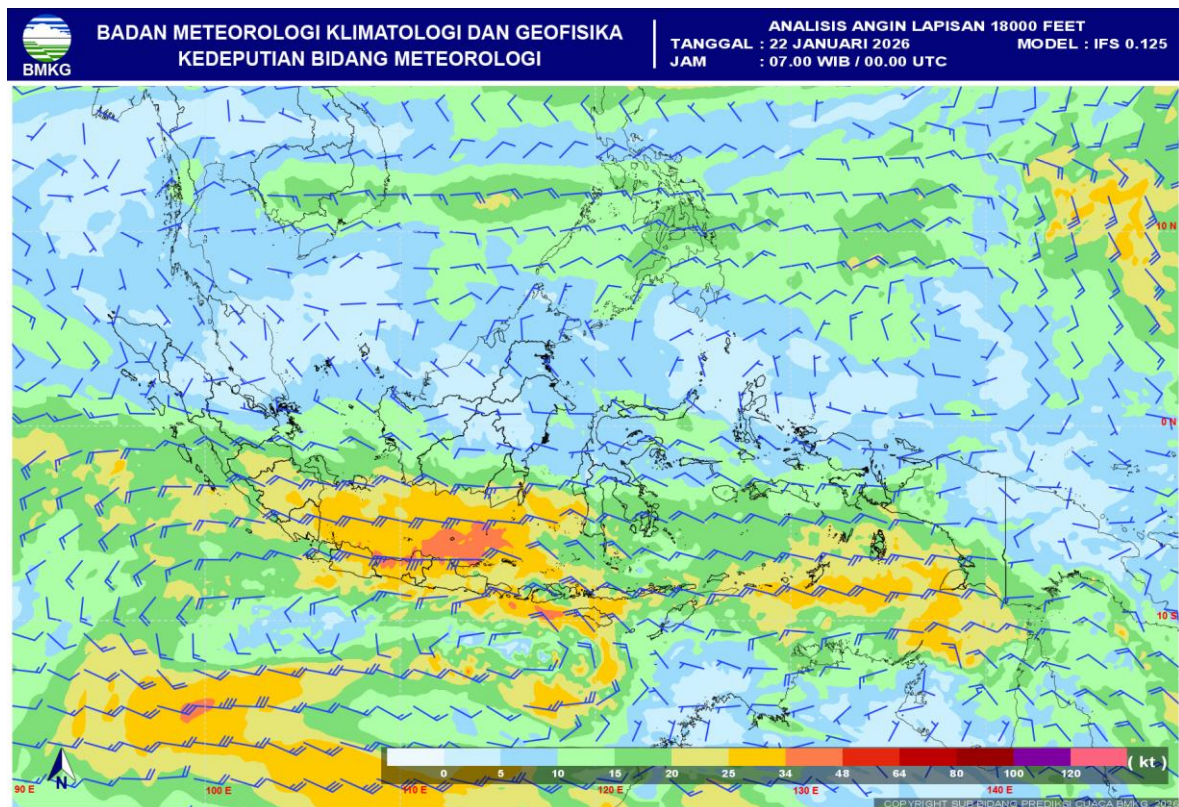 BMKG
BADAN METEOROLOGI KLIMATOLOGI DAN GEOFISIKA
KEDEPUTIAN BIDANG METEOROLOGI
ANALISIS ANGIN LAPISAN 18000 FEET
TANGGAL : 22 JANUARI 2026 MODEL : IFS 0.125
JAM : 07.00 WIB / 00.00 UTC
10 N
0 N
10 S
N
0 5 10 15 20 25 34 48 64 80 100 120 ( kt )
90 E 100 E 110 E 120 E 130 E 140 E
COPYRIGHT SUB BIDANG PREDIKSI CUACA BMKG, 2026